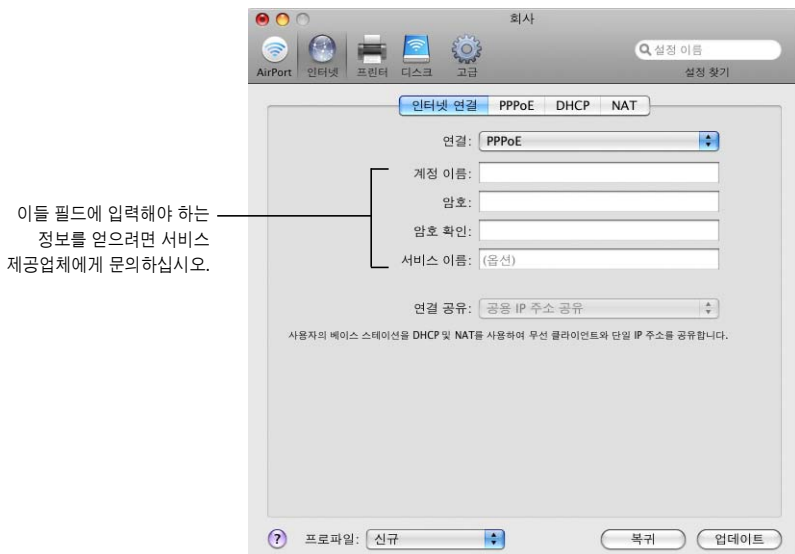 회사
설정 이름
AirPort 인터넷 프린터 디스크 고급 설정 찾기
인터넷 연결 PPPoE DHCP NAT
연결: PPPoE
계정 이름:
암호:
암호 확인:
서비스 이름: (옵션)
이들 필드에 입력해야 하는
정보를 얻으려면 서비스
제공업체에게 문의하십시오.
연결 공유: 공용 IP 주소 공유
사용자의 베이스 스테이션을 DHCP 및 NAT를 사용하여 무선 클라이언트와 단일 IP 주소를 공유합니다.
? 프로파일: 신규 복귀 업데이트